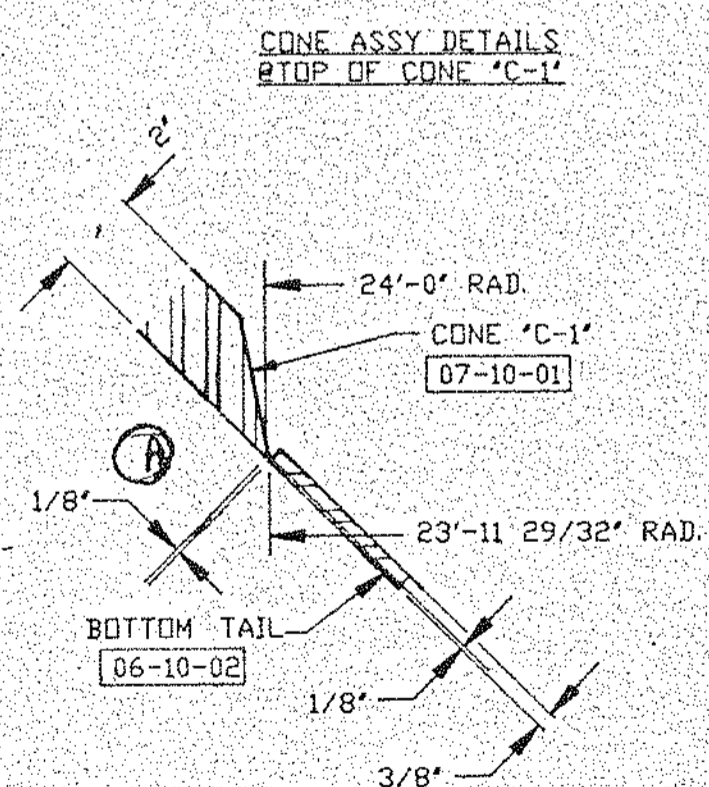 CONE ASSY DETAILS
@TOP OF CONE "C-1"
2"
24'-0" RAD.
CONE "C-1"
07-10-01
A
1/8"
23'-11 29/32" RAD.
BOTTOM TAIL
06-10-02
1/8"
3/8"